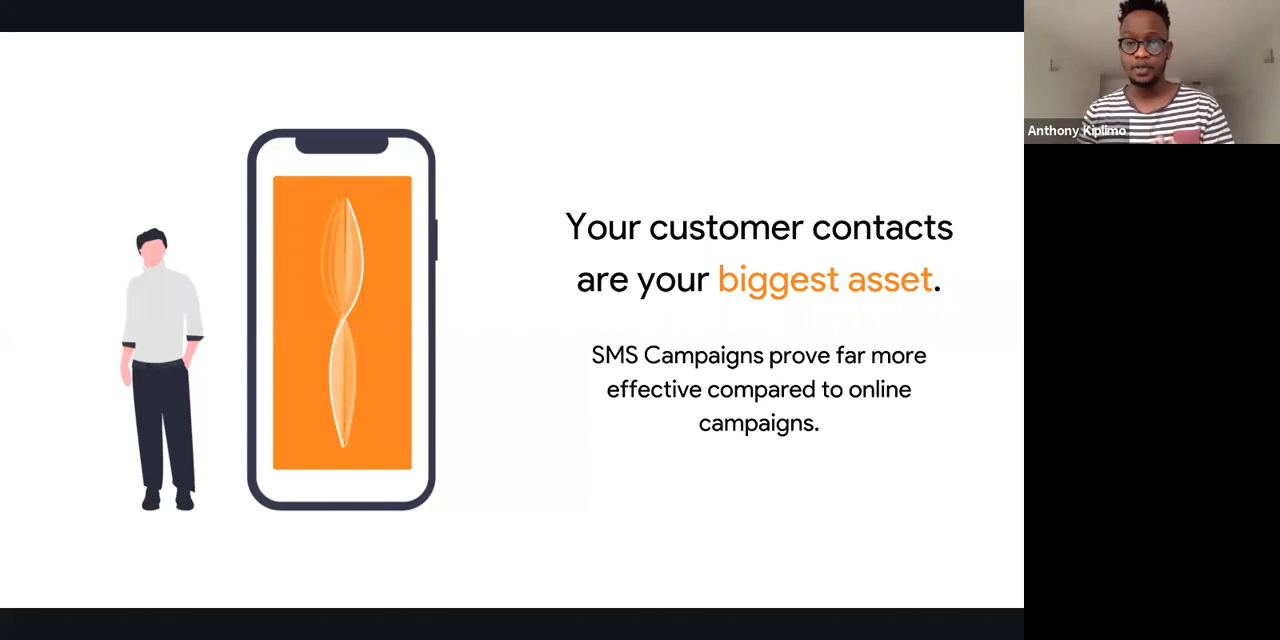 Anthony Kiplimo
Your customer contacts
are your biggest asset.
SMS Campaigns prove far more
effective compared to online
campaigns.